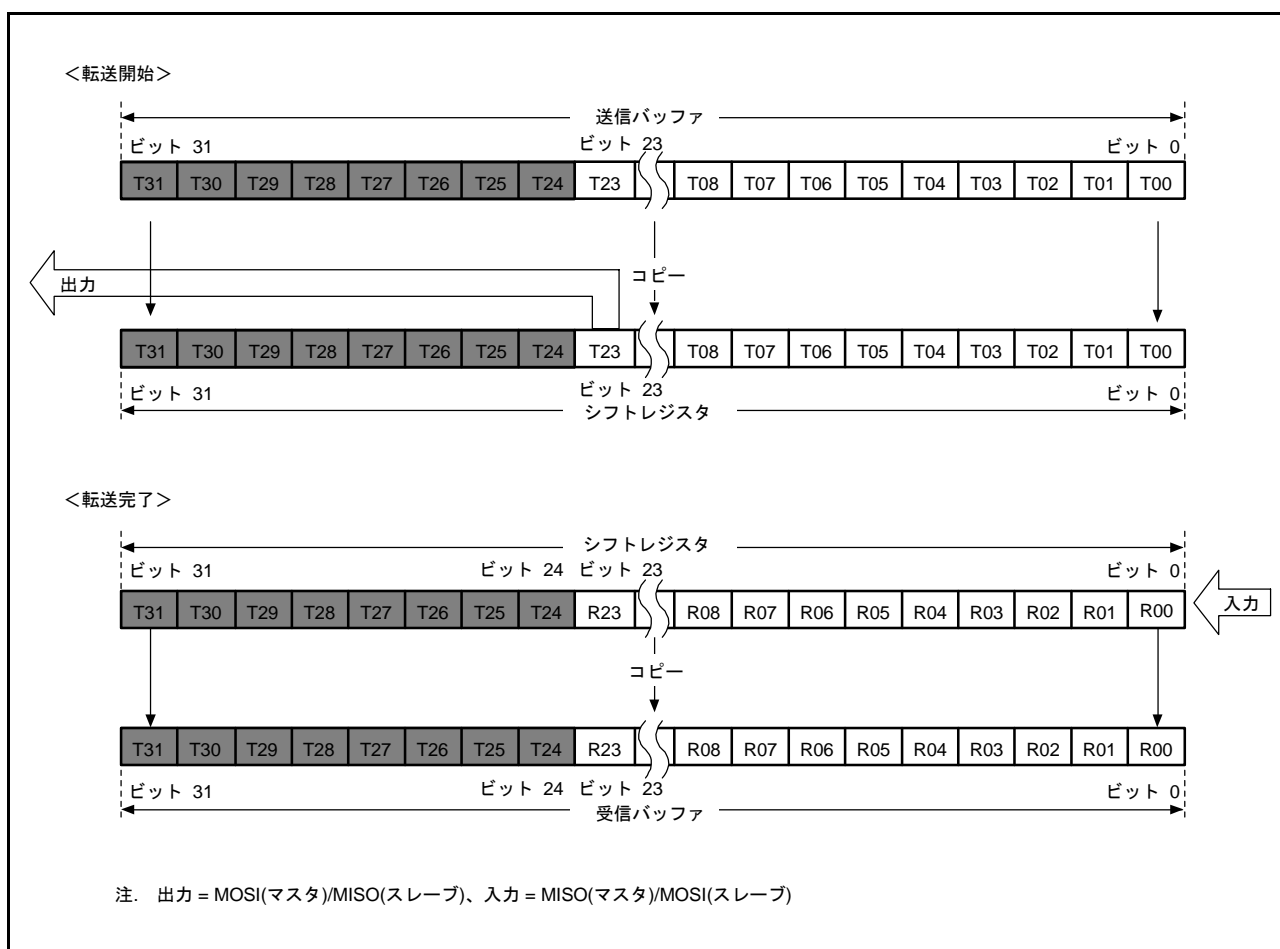 ＜転送開始＞
送信バッファ
ビット 31 ビット 23 ビット 0
T31 T30 T29 T28 T27 T26 T25 T24 T23 T08 T07 T06 T05 T04 T03 T02 T01 T00
コピー
出力
T31 T30 T29 T28 T27 T26 T25 T24 T23 T08 T07 T06 T05 T04 T03 T02 T01 T00
ビット 31 ビット 23 ビット 0
シフトレジスタ
＜転送完了＞
シフトレジスタ
ビット 31 ビット 24 ビット 23 ビット 0
T31 T30 T29 T28 T27 T26 T25 T24 R23 R08 R07 R06 R05 R04 R03 R02 R01 R00 入力
コピー
T31 T30 T29 T28 T27 T26 T25 T24 R23 R08 R07 R06 R05 R04 R03 R02 R01 R00
ビット 31 ビット 24 ビット 23 ビット 0
受信バッファ
注. 出力 = MOSI(マスタ)/MISO(スレーブ)、入力 = MISO(マスタ)/MOSI(スレーブ)